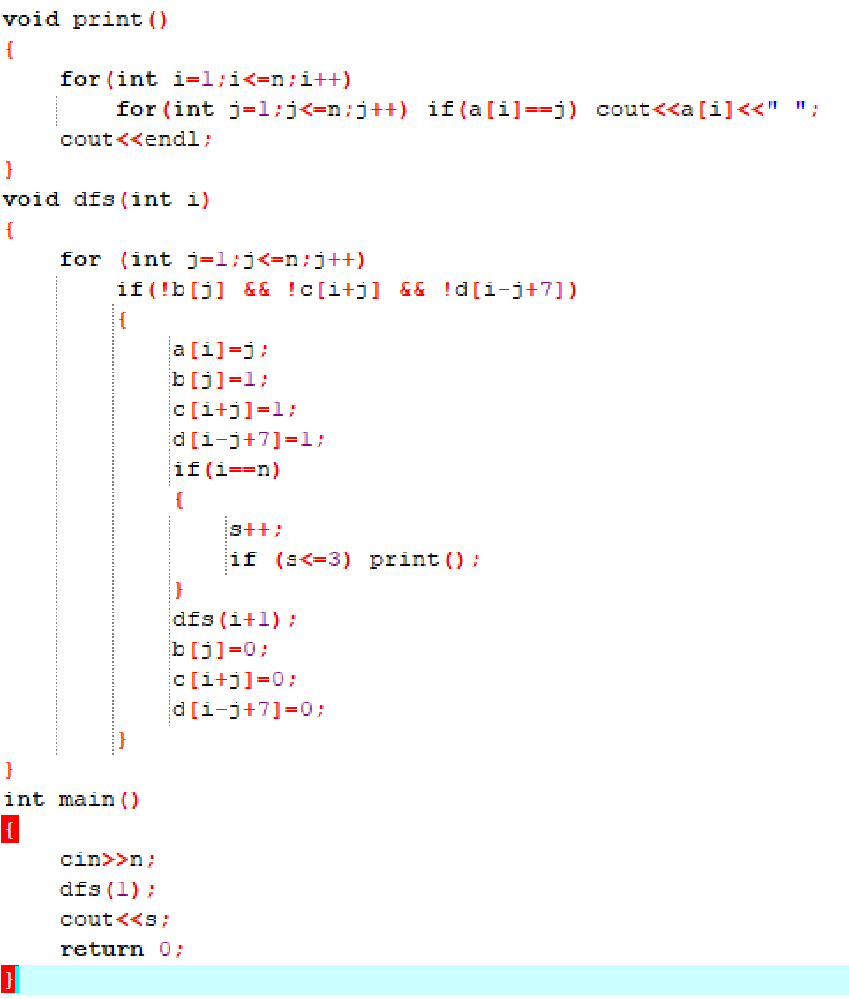 void print()
{
    for(int i=1;i<=n;i++)
        for(int j=1;j<=n;j++) if(a[i]==j) cout<<a[i]<<" ";
    cout<<endl;
}
void dfs(int i)
{
    for (int j=1;j<=n;j++)
        if(!b[j] && !c[i+j] && !d[i-j+7])
        {
            a[i]=j;
            b[j]=1;
            c[i+j]=1;
            d[i-j+7]=1;
            if(i==n)
            {
                s++;
                if (s<=3) print();
            }
            dfs(i+1);
            b[j]=0;
            c[i+j]=0;
            d[i-j+7]=0;
        }
}
int main()
{
    cin>>n;
    dfs(1);
    cout<<s;
    return 0;
}